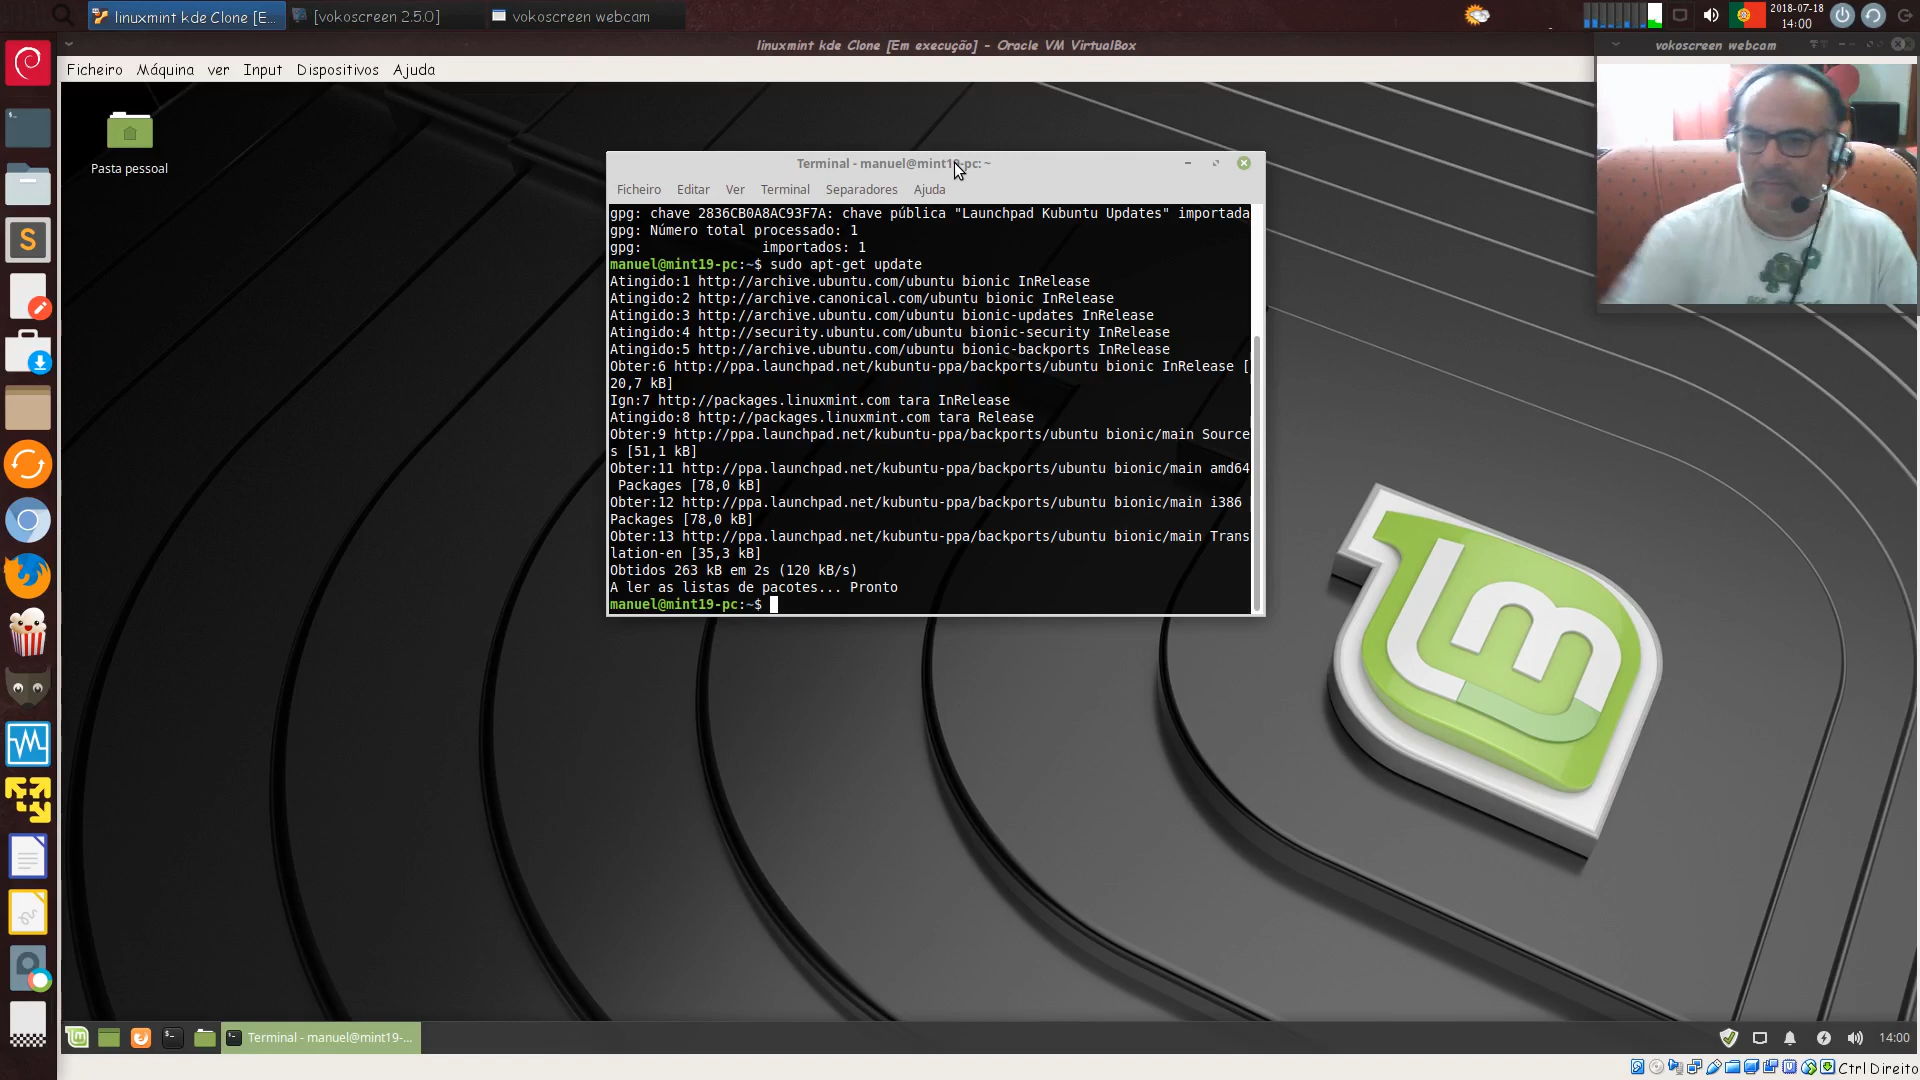 linuxmint kde Clone [E...
[vokoscreen 2.5.0]
vokoscreen webcam
2018-07-18
14:00
linuxmint kde Clone [Em execução] - Oracle VM VirtualBox
vokoscreen webcam
Ficheiro Máquina ver Input Dispositivos Ajuda
Pasta pessoal
Terminal - manuel@mint19-pc: ~
Ficheiro Editar Ver Terminal Separadores Ajuda
gpg: chave 2836CB0A8AC93F7A: chave pública "Launchpad Kubuntu Updates" importada
gpg: Número total processado: 1
gpg: importados: 1
manuel@mint19-pc:~$ sudo apt-get update
Atingido:1 http://archive.ubuntu.com/ubuntu bionic InRelease
Atingido:2 http://archive.canonical.com/ubuntu bionic InRelease
Atingido:3 http://archive.ubuntu.com/ubuntu bionic-updates InRelease
Atingido:4 http://security.ubuntu.com/ubuntu bionic-security InRelease
Atingido:5 http://archive.ubuntu.com/ubuntu bionic-backports InRelease
Obter:6 http://ppa.launchpad.net/kubuntu-ppa/backports/ubuntu bionic InRelease [
20,7 kB]
Ign:7 http://packages.linuxmint.com tara InRelease
Atingido:8 http://packages.linuxmint.com tara Release
Obter:9 http://ppa.launchpad.net/kubuntu-ppa/backports/ubuntu bionic/main Source
s [51,1 kB]
Obter:11 http://ppa.launchpad.net/kubuntu-ppa/backports/ubuntu bionic/main amd64
Packages [78,0 kB]
Obter:12 http://ppa.launchpad.net/kubuntu-ppa/backports/ubuntu bionic/main i386
Packages [78,0 kB]
Obter:13 http://ppa.launchpad.net/kubuntu-ppa/backports/ubuntu bionic/main Trans
lation-en [35,3 kB]
Obtidos 263 kB em 2s (120 kB/s)
A ler as listas de pacotes... Pronto
manuel@mint19-pc:~$
Terminal - manuel@mint19-...
14:00
Ctrl Direito